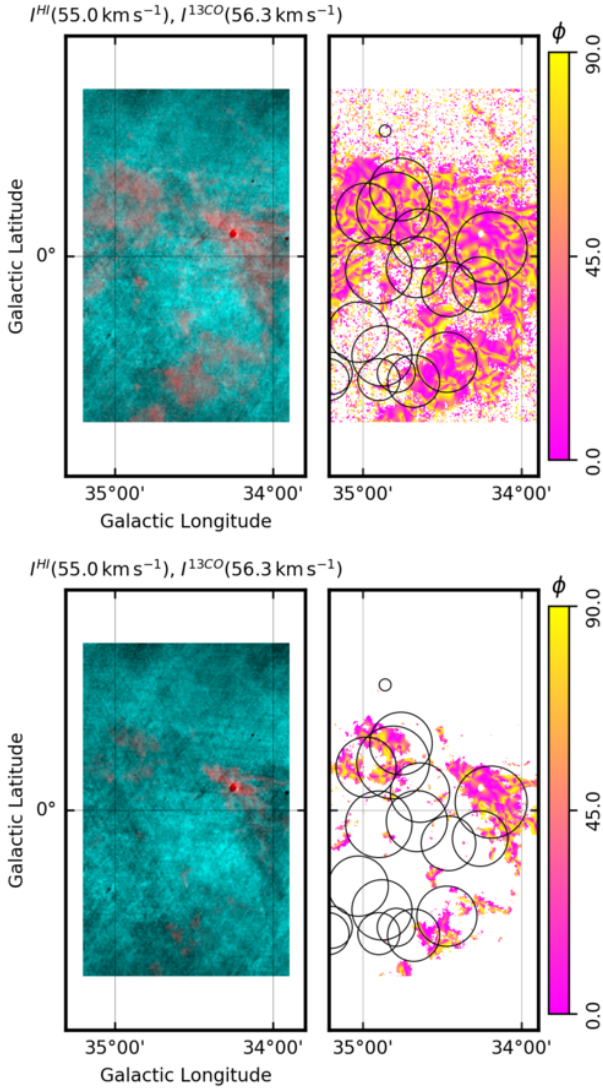 I^{HI}(55.0 km s⁻¹), I^{13CO}(56.3 km s⁻¹)
ϕ
90.0
45.0
0.0
Galactic Latitude
0°
35°00' 34°00' 35°00' 34°00'
Galactic Longitude
I^{HI}(55.0 km s⁻¹), I^{13CO}(56.3 km s⁻¹)
ϕ
90.0
45.0
0.0
Galactic Latitude
0°
35°00' 34°00' 35°00' 34°00'
Galactic Longitude